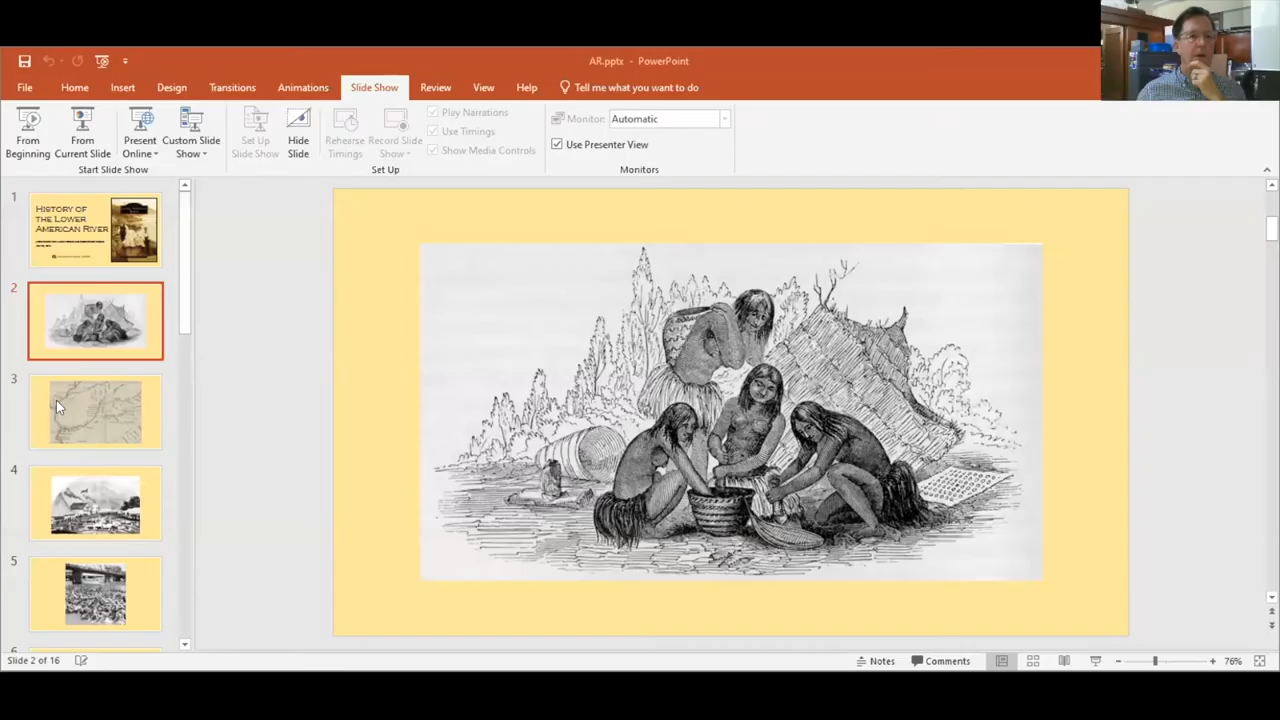 AR.pptx - PowerPoint
File Home Insert Design Transitions Animations Slide Show Review View Help Tell me what you want to do
From Beginning
From Current Slide
Present Online
Custom Slide Show
Set Up Slide Show
Hide Slide
Rehearse Timings
Record Slide Show
Play Narrations
Use Timings
Show Media Controls
Monitor: Automatic
Use Presenter View
Start Slide Show
Set Up
Monitors
1
History of
the Lower
American River
2
3
4
5
6
Slide 2 of 16
Notes
Comments
76%